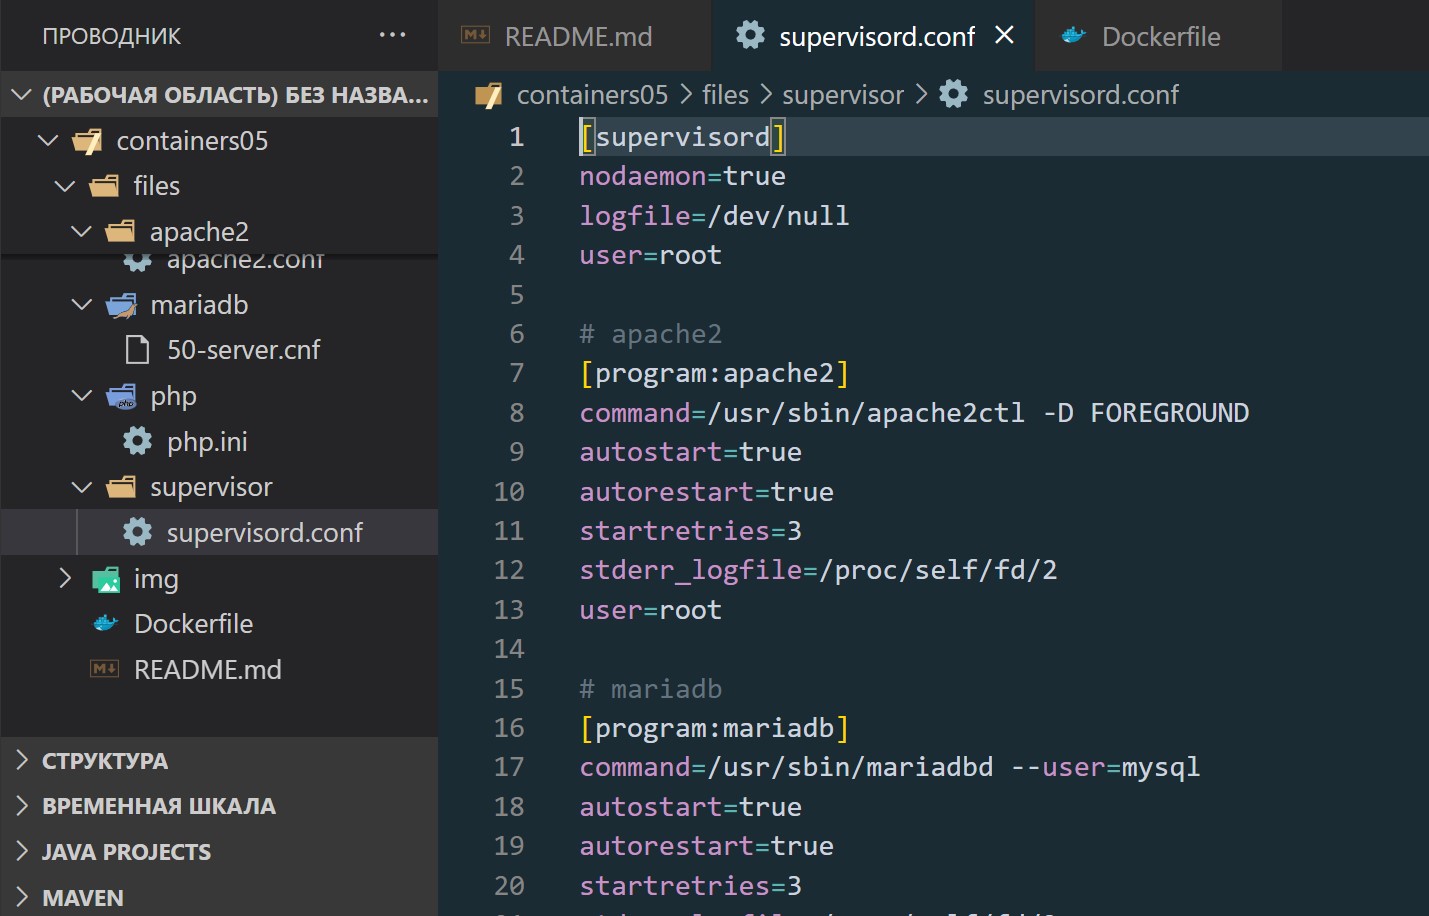 ПРОВОДНИК ...
(РАБОЧАЯ ОБЛАСТЬ) БЕЗ НАЗВА...
containers05
files
apache2
apache2.conf
mariadb
50-server.cnf
php
php.ini
supervisor
supervisord.conf
img
Dockerfile
README.md
СТРУКТУРА
ВРЕМЕННАЯ ШКАЛА
JAVA PROJECTS
MAVEN
README.md supervisord.conf Dockerfile
containers05 > files > supervisor > supervisord.conf
1 [supervisord]
2 nodaemon=true
3 logfile=/dev/null
4 user=root
5
6 # apache2
7 [program:apache2]
8 command=/usr/sbin/apache2ctl -D FOREGROUND
9 autostart=true
10 autorestart=true
11 startretries=3
12 stderr_logfile=/proc/self/fd/2
13 user=root
14
15 # mariadb
16 [program:mariadb]
17 command=/usr/sbin/mariadbd --user=mysql
18 autostart=true
19 autorestart=true
20 startretries=3